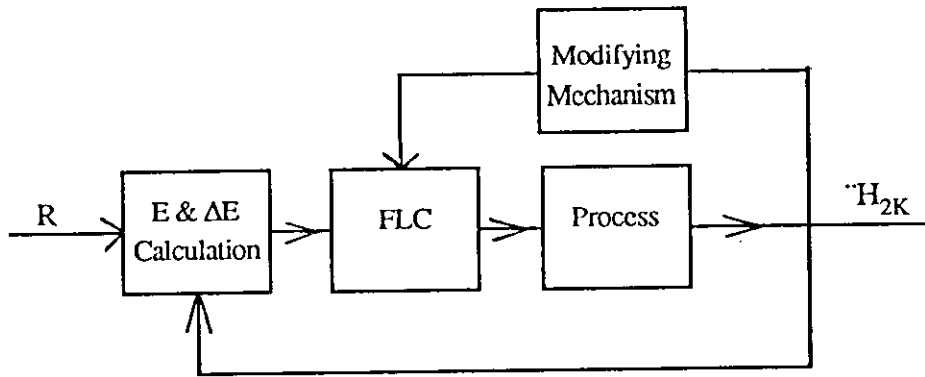 Modifying
Mechanism
R
E & ΔE
Calculation
FLC
Process
¨H₂K